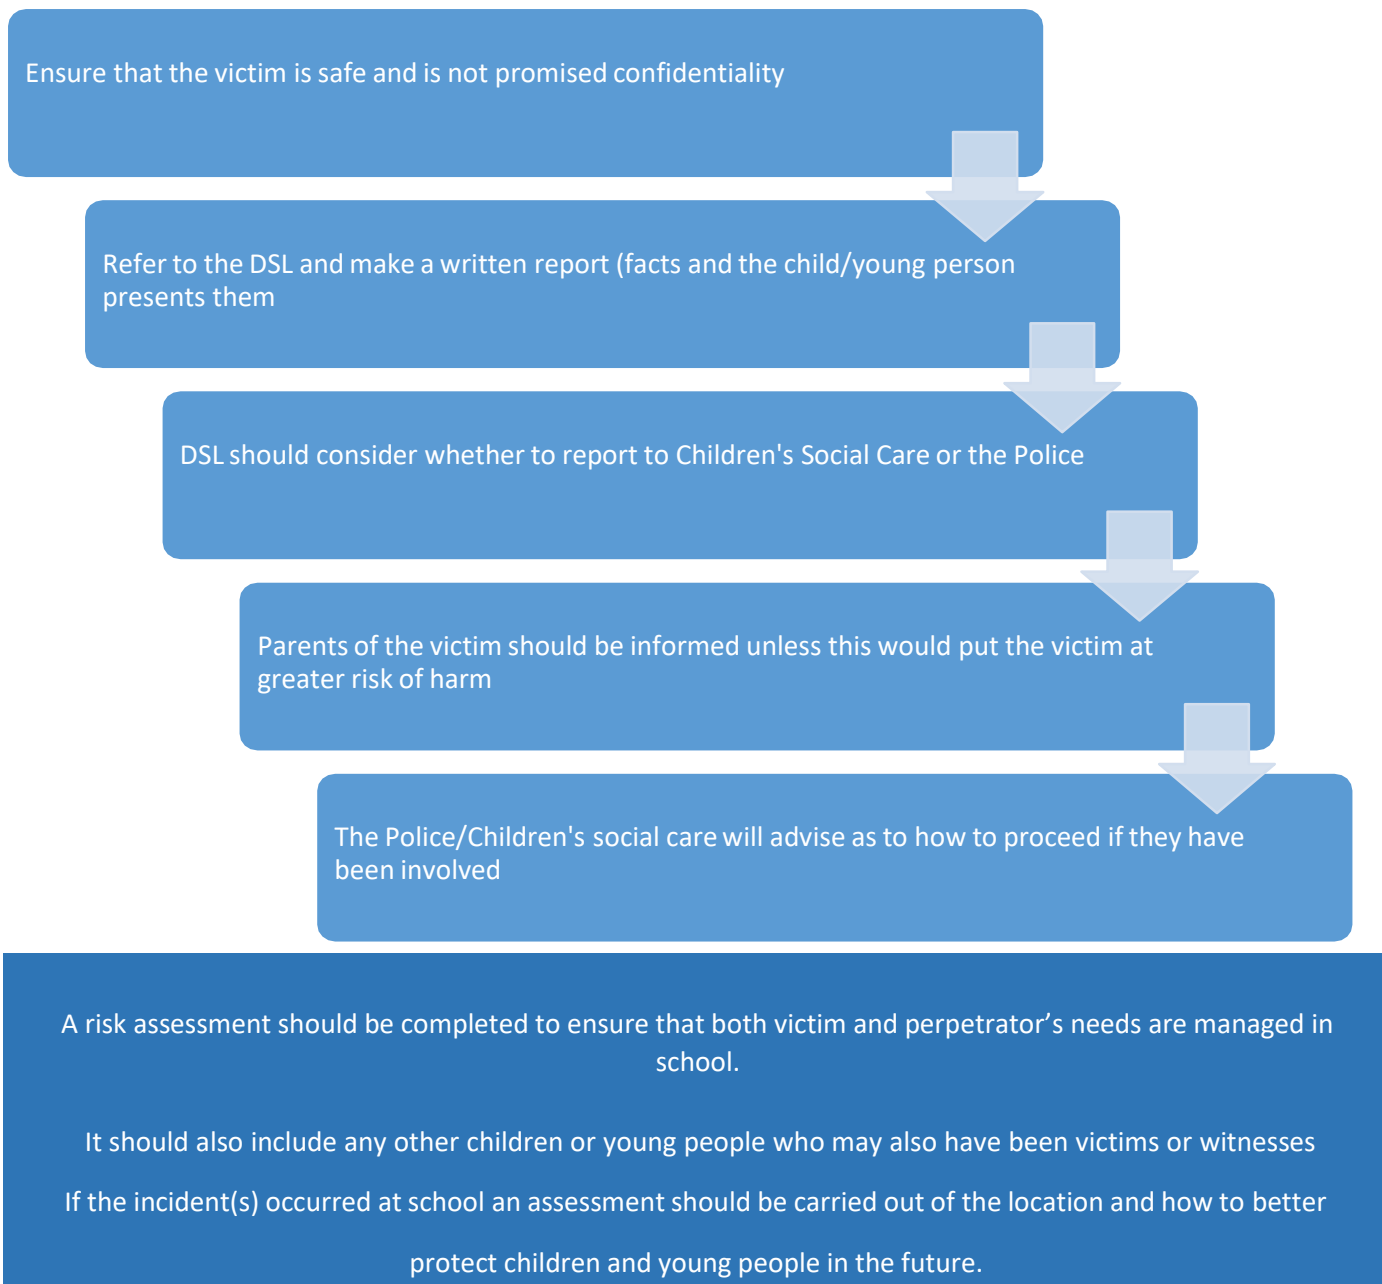 Ensure that the victim is safe and is not promised confidentiality
Refer to the DSL and make a written report (facts and the child/young person
presents them
DSL should consider whether to report to Children's Social Care or the Police
Parents of the victim should be informed unless this would put the victim at
greater risk of harm
The Police/Children's social care will advise as to how to proceed if they have
been involved
A risk assessment should be completed to ensure that both victim and perpetrator’s needs are managed in
school.
It should also include any other children or young people who may also have been victims or witnesses
If the incident(s) occurred at school an assessment should be carried out of the location and how to better
protect children and young people in the future.